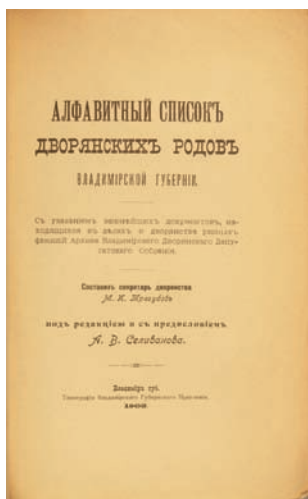 АЛФАВИТНЫЙ СПИСОКЪ
ДВОРЯНСКИХЪ РОДОВЪ
ВЛАДИМІРСКОЙ ГУБЕРНІИ.
Съ указаніемъ важнѣйшихъ документовъ, на-
ходящихся въ дѣлахъ о дворянствѣ разныхъ
фамилій Архива Владимірскаго Дворянскаго Депу-
татскаго Собранія.
Составилъ секретарь дворянства
М. И. Трегубовъ
подъ редакціею и съ предисловіемъ
А. В. Селиванова.
Владиміръ губ.
Типографія Владимірскаго Губернскаго Правленія.